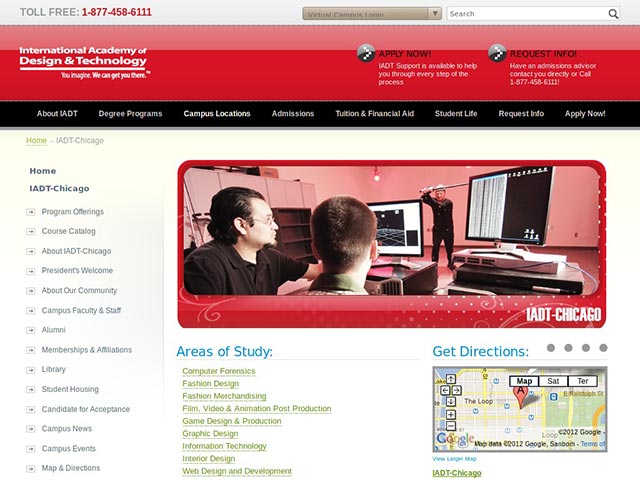 TOLL FREE: 1-877-458-6111
Virtual Campus Login
Search
International Academy of
Design & Technology
You imagine. We can get you there.™
APPLY NOW!
IADT Support is available to help
you through every step of the
process
REQUEST INFO!
Have an admissions advisor
contact you directly or Call
1-877-458-6111!
About IADT
Degree Programs
Campus Locations
Admissions
Tuition & Financial Aid
Student Life
Request Info
Apply Now!
Home » IADT-Chicago
Home
IADT-Chicago
Program Offerings
Course Catalog
About IADT-Chicago
President's Welcome
About Our Community
Campus Faculty & Staff
Alumni
Memberships & Affiliations
Library
Student Housing
Candidate for Acceptance
Campus News
Campus Events
Map & Directions
IADT-CHICAGO
Areas of Study:
Computer Forensics
Fashion Design
Fashion Merchandising
Film, Video & Animation Post Production
Game Design & Production
Graphic Design
Information Technology
Interior Design
Web Design and Development
Get Directions:
Map
Sat
Ter
A
E Randolph St
The Loop
©2012 Google -
Google
Map data ©2012 Google, Sanborn - Terms of
View Larger Map
IADT-Chicago